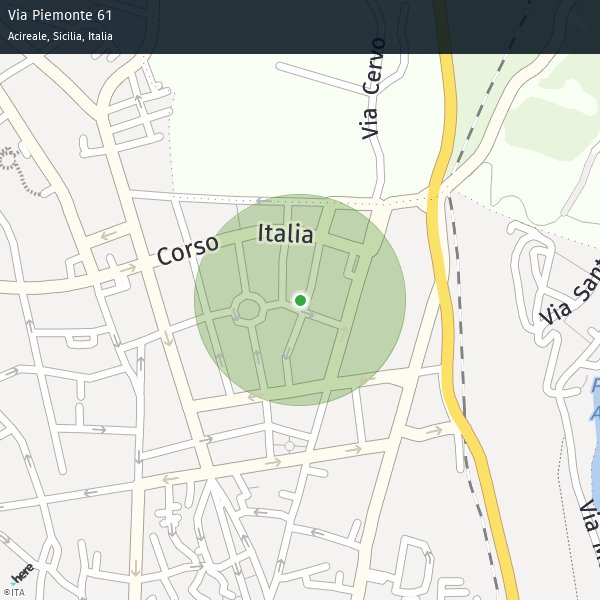 Via Piemonte 61
Acireale, Sicilia, Italia
Via Cervo
Corso Italia
Via Sant
P
A
Via M
here
©ITA